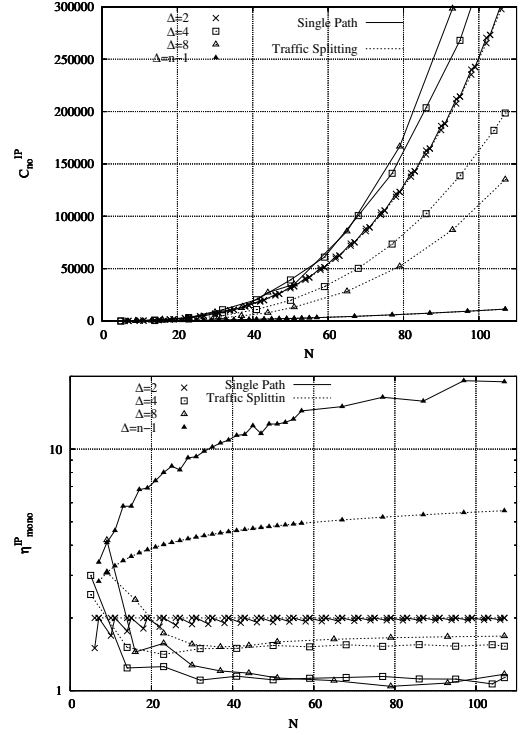 300000
250000
200000
150000
100000
50000
0
C_no^IP
Δ=2
Δ=4
Δ=8
Δ=n-1
Single Path
Traffic Splitting
0 20 40 60 80 100
N
10
1
η^IP_mono
Δ=2
Δ=4
Δ=8
Δ=n-1
Single Path
Traffic Splittin
0 20 40 60 80 100
N